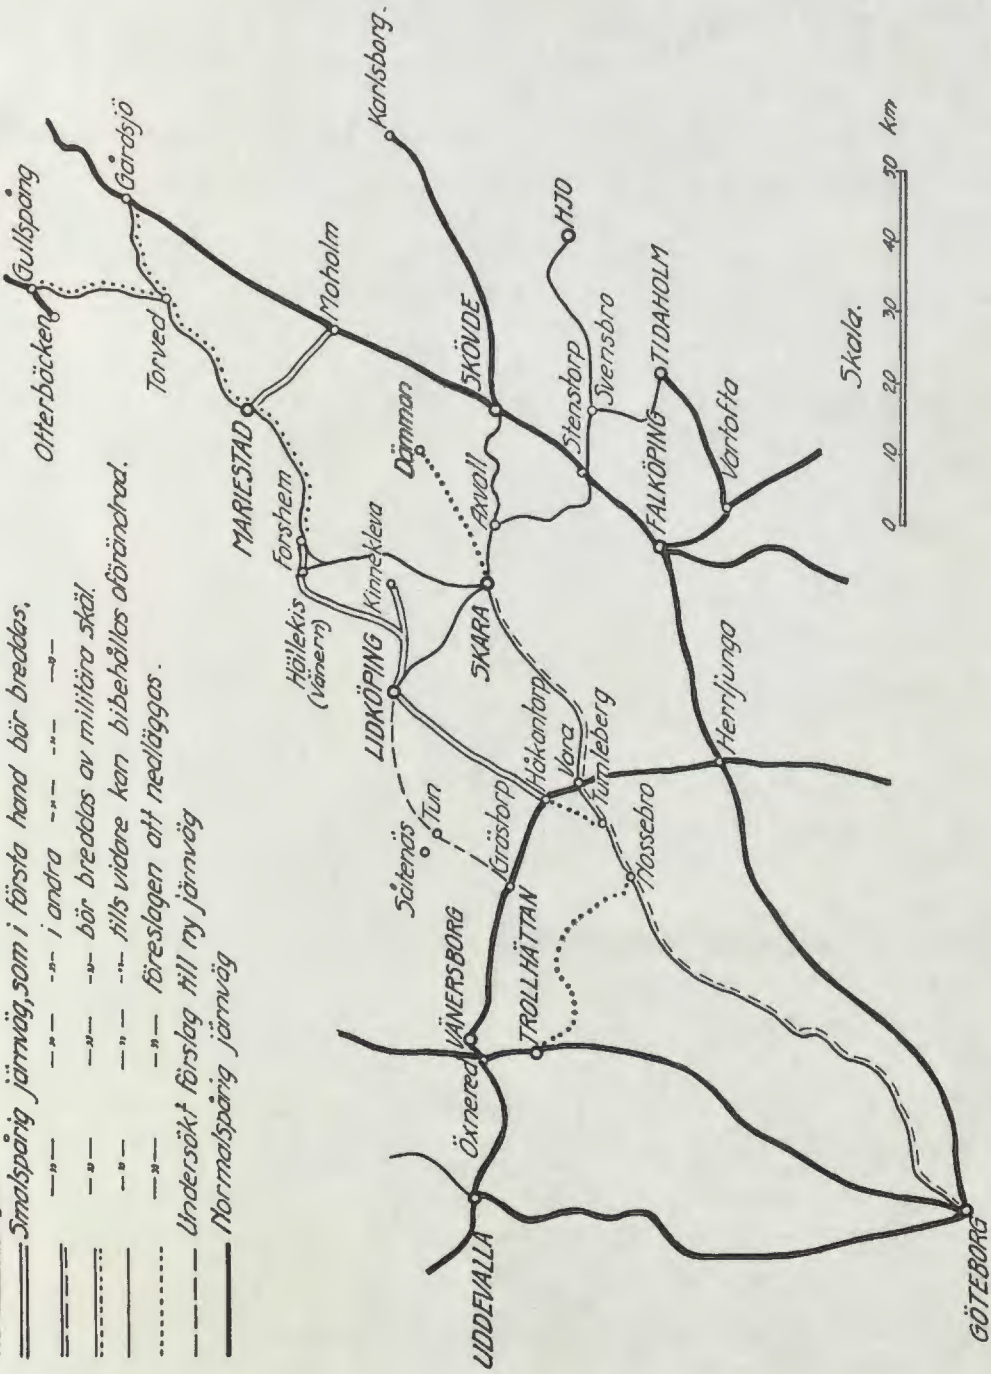 Smalspårig järnväg, som i första hand bör breddas.
—„— -„- i andra -„- -„- —„—
—„— -„- bör breddas av militära skäl.
—„— -„- tills vidare kan bibehållas oförändrad.
—„— -„- föreslagen att nedläggas.
Undersökt förslag till ny järnväg
Normalspårig järnväg
Gullspång
Otterbäcken
Gårdsjö
Torved
MARIESTAD
Moholm
Karlsborg.
Forshem
Hällekis
(Vänern)
Kinnekleva
LIDKÖPING
Dämman
SKÖVDE
Axvall
SKARA
Stenstorp
Svensbro
HJO
TIDAHOLM
FALKÖPING
Vartofta
Såtenäs
Tun
Grästorp
Håkantorp
Vara
Tumleberg
Nossebro
Herrljunga
VÄNERSBORG
Öxnered
TROLLHÄTTAN
UDDEVALLA
GÖTEBORG
Skala.
0 10 20 30 40 50 km